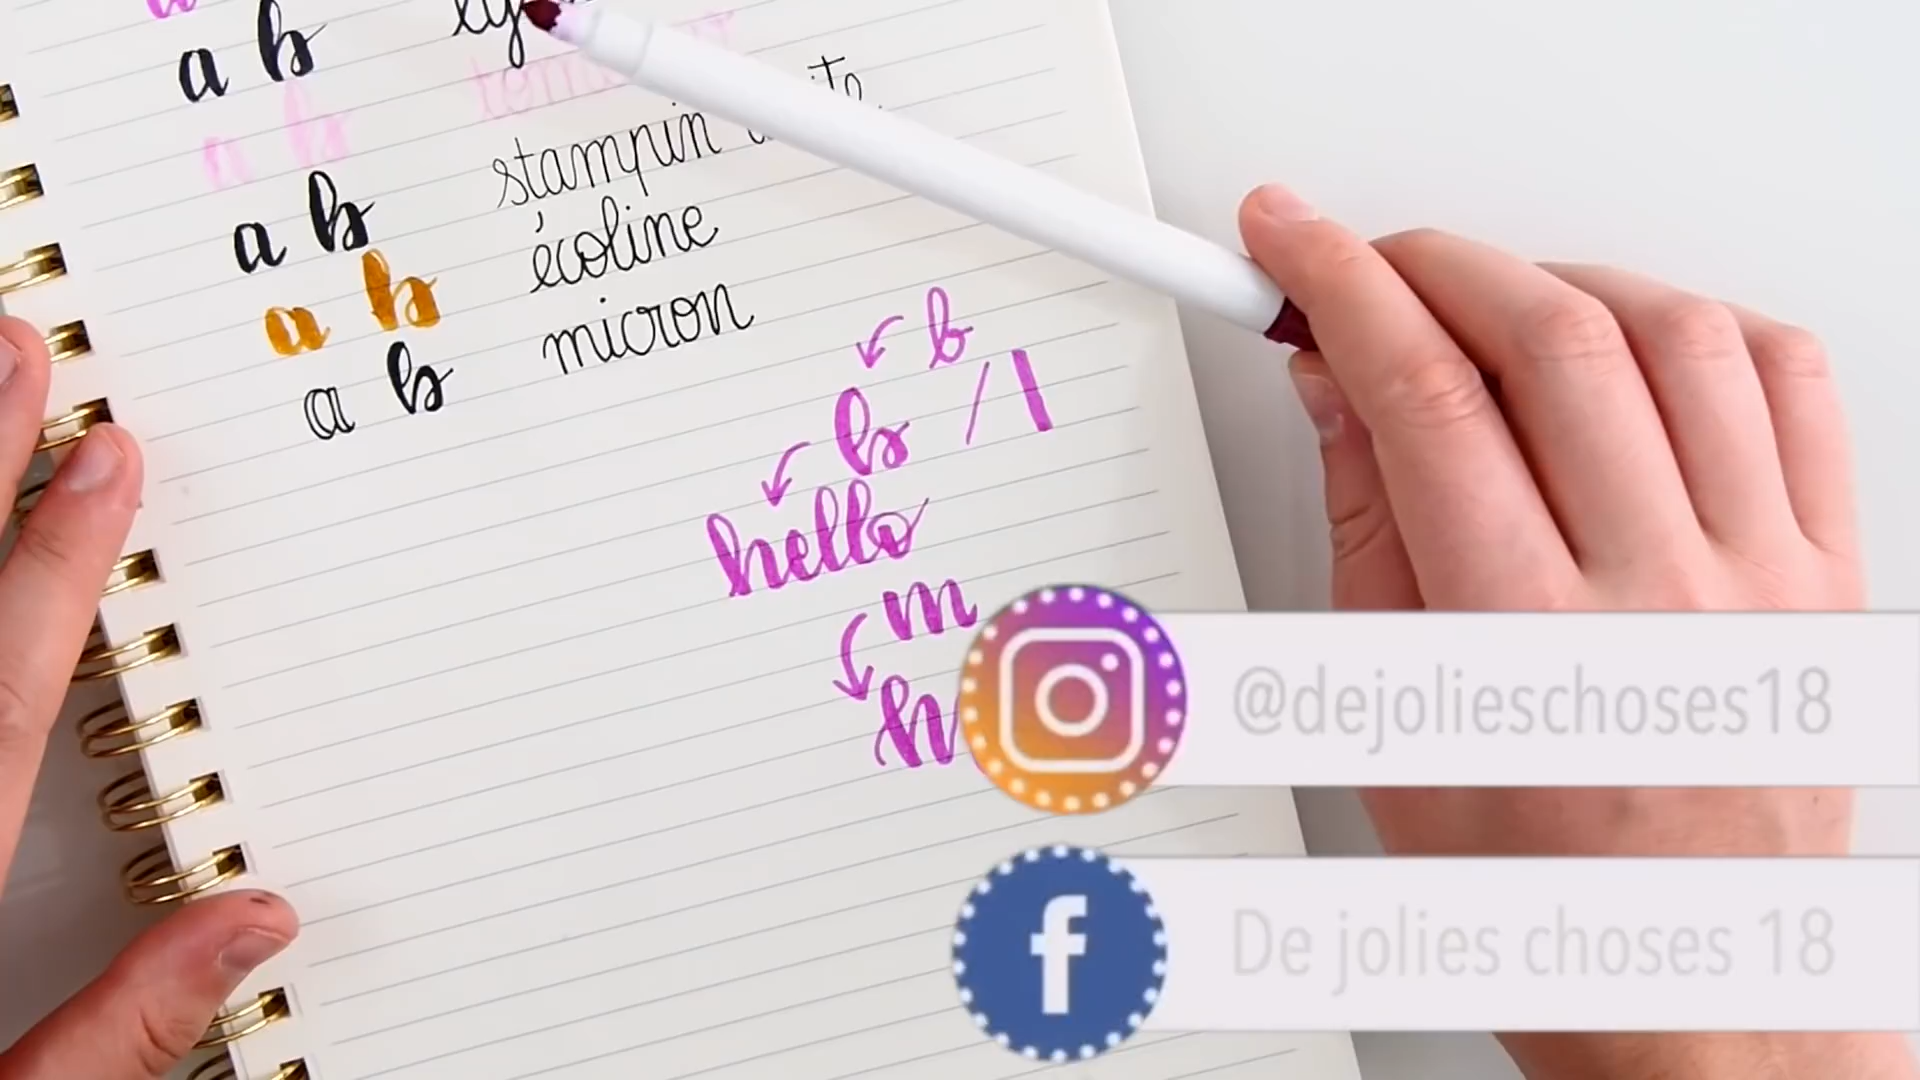 a b
a b
stampin
a b
écoline
a b
micron
a b
b
b / l
hello
m
h
@dejolieschoses18
De jolies choses 18